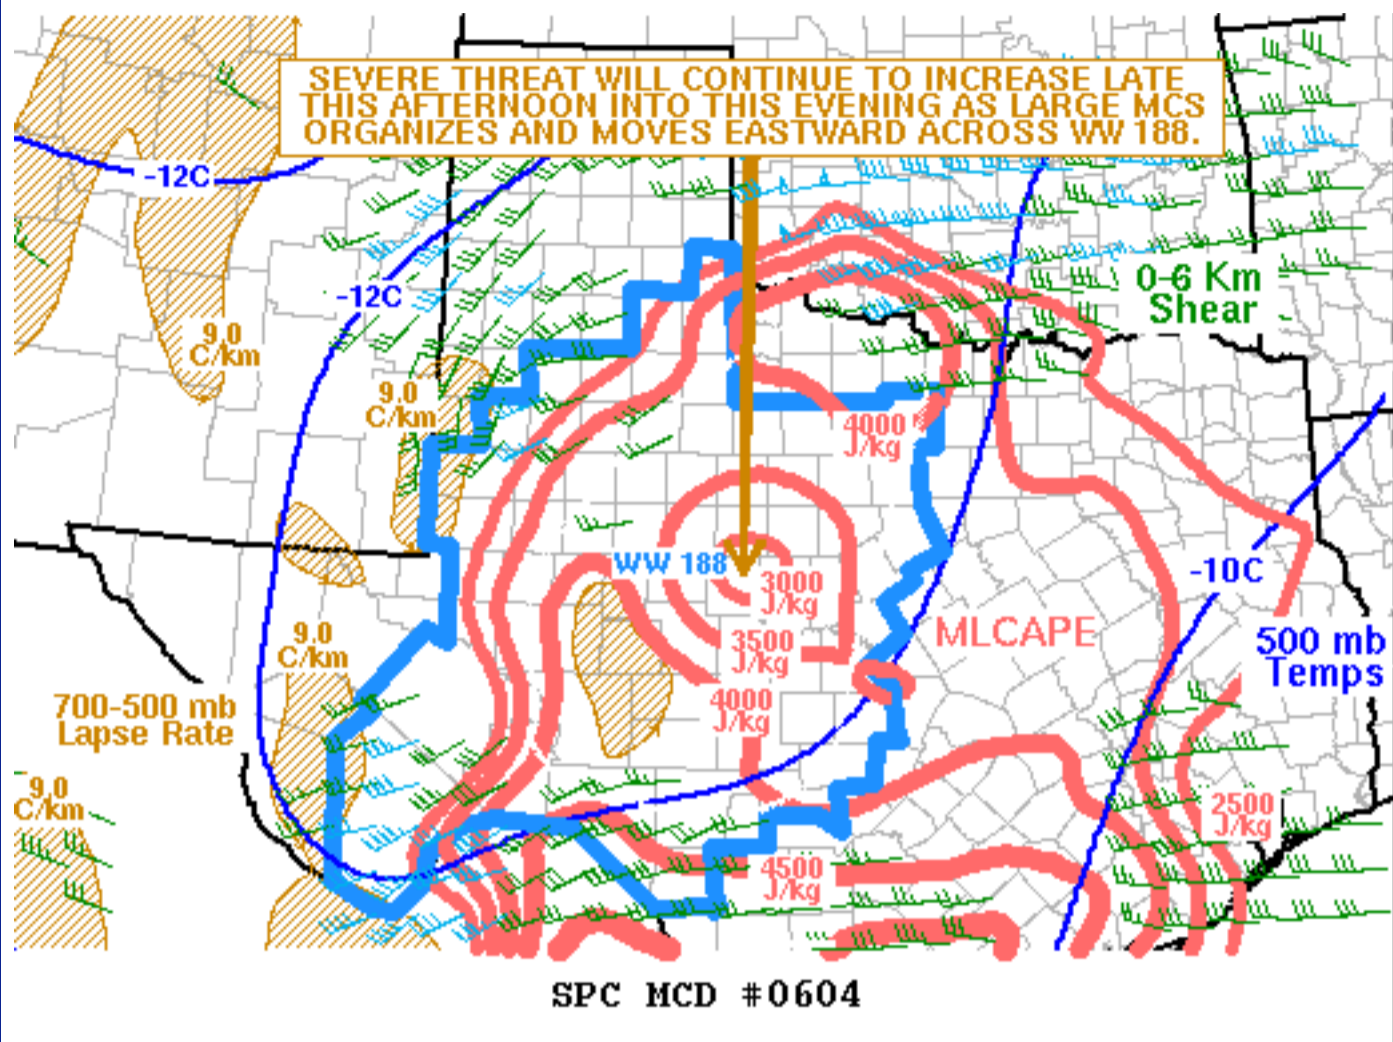 SEVERE THREAT WILL CONTINUE TO INCREASE LATE
THIS AFTERNOON INTO THIS EVENING AS LARGE MCS
ORGANIZES AND MOVES EASTWARD ACROSS WW 188.
-12C
-12C
0-6 Km
Shear
9.0
C/km
9.0
C/km
4000
J/kg
WW 188
3000
J/kg
-10C
9.0
C/km
3500
J/kg
MLCAPE
500 mb
Temps
700-500 mb
Lapse Rate
4000
J/kg
9.0
C/km
2500
J/kg
4500
J/kg
SPC MCD #0604